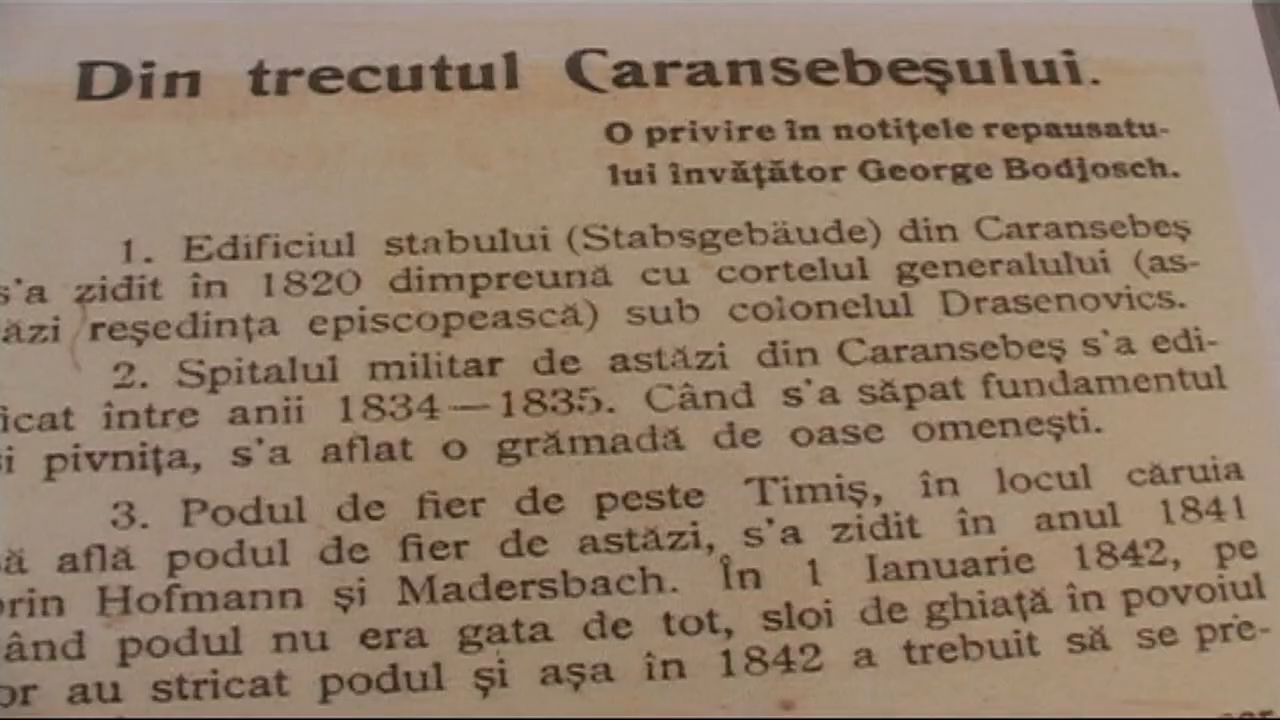 Din trecutul Caransebeşului.
O privire în notiţele repausatu-
lui învăţător George Bodjosch.
1. Edificiul stabului (Stabsgebäude) din Caransebeş
s'a zidit în 1820 dimpreună cu cortelul generalului (as-
ăzi reşedinţa episcopească) sub colonelul Drasenovics.
2. Spitalul militar de astăzi din Caransebeş s'a edi-
icat între anii 1834—1835. Când s'a săpat fundamentul
i pivniţa, s'a aflat o grămadă de oase omeneşti.
3. Podul de fier de peste Timiş, în locul căruia
ă află podul de fier de astăzi, s'a zidit în anul 1841
rin Hofmann şi Madersbach. În 1 Ianuarie 1842, pe
ând podul nu era gata de tot, sloi de ghiaţă în povoiul
or au stricat podul şi aşa în 1842 a trebuit să se pre-